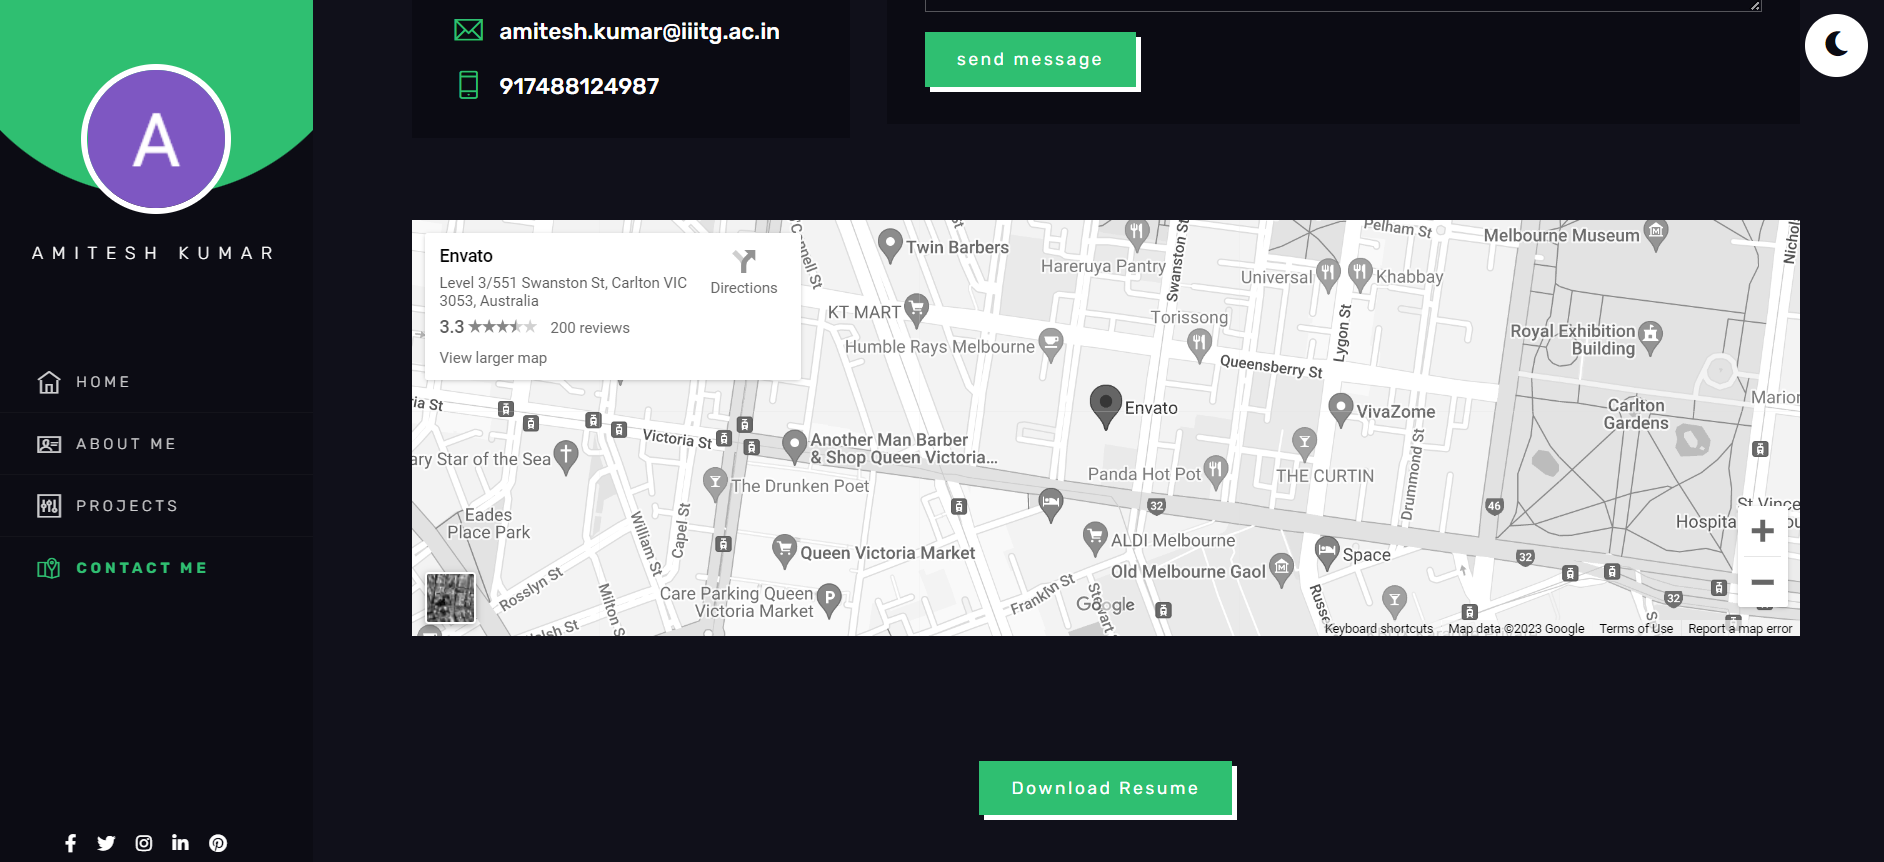 A
AMITESH KUMAR
HOME
ABOUT ME
PROJECTS
CONTACT ME
amitesh.kumar@iiitg.ac.in
917488124987
send message
Envato
Level 3/551 Swanston St, Carlton VIC
3053, Australia
Directions
3.3
200 reviews
View larger map
Twin Barbers
Hareruya Pantry
Swanston St
Universal
Khabbay
Pelham St
Melbourne Museum
KT MART
Humble Rays Melbourne
Torissong
Queensberry St
Lygon St
Royal Exhibition
Building
Envato
VivaZome
Carlton
Gardens
Victoria St
Another Man Barber
& Shop Queen Victoria...
ary Star of the Sea
The Drunken Poet
Panda Hot Pot
THE CURTIN
Drummond St
Eades
Place Park
William St
Capel St
32
46
Queen Victoria Market
ALDI Melbourne
Old Melbourne Gaol
Space
32
32
Rosslyn St
Milton S
Care Parking Queen
Victoria Market
P
Franklin St
Google
Keyboard shortcuts
Map data ©2023 Google
Terms of Use
Report a map error
Download Resume